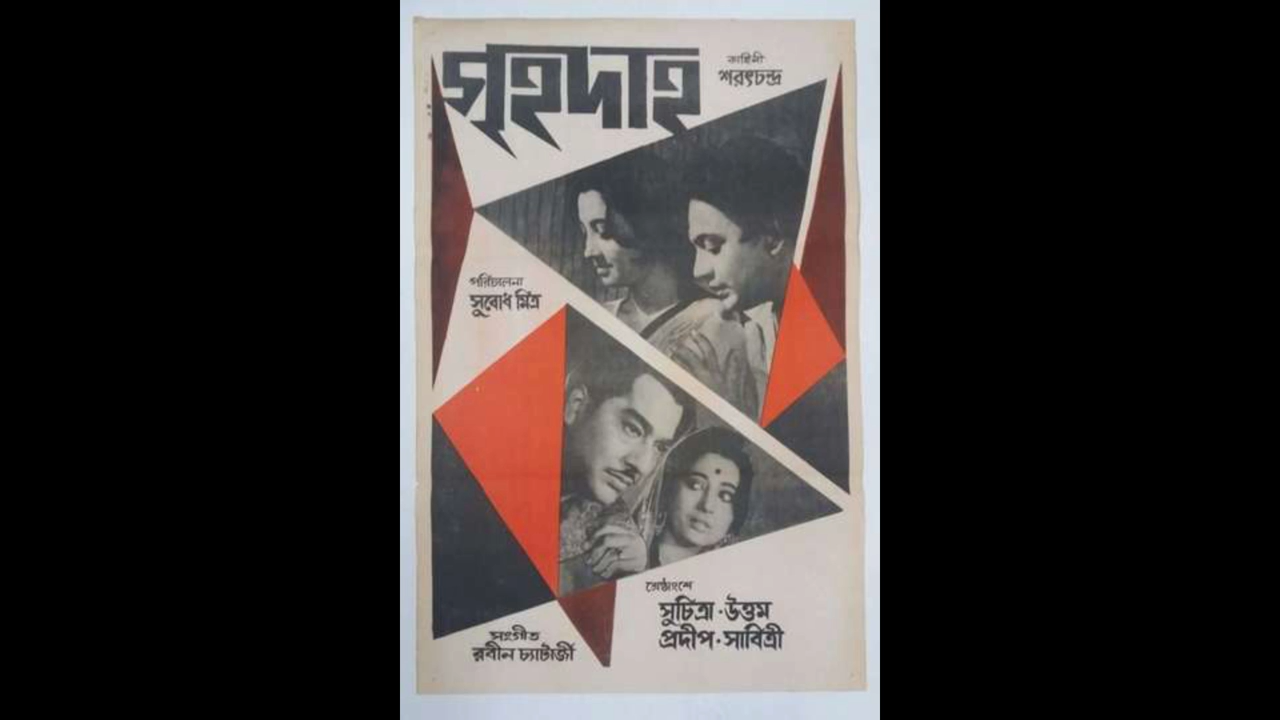 গৃহদাহ
কাহিনী
শরৎচন্দ্র
পরিচালনা
সুবোধ মিত্র
শ্রেষ্ঠাংশে
সুচিত্রা · উত্তম
প্রদীপ · সাবিত্রী
সংগীত
রবীন চ্যাটার্জী